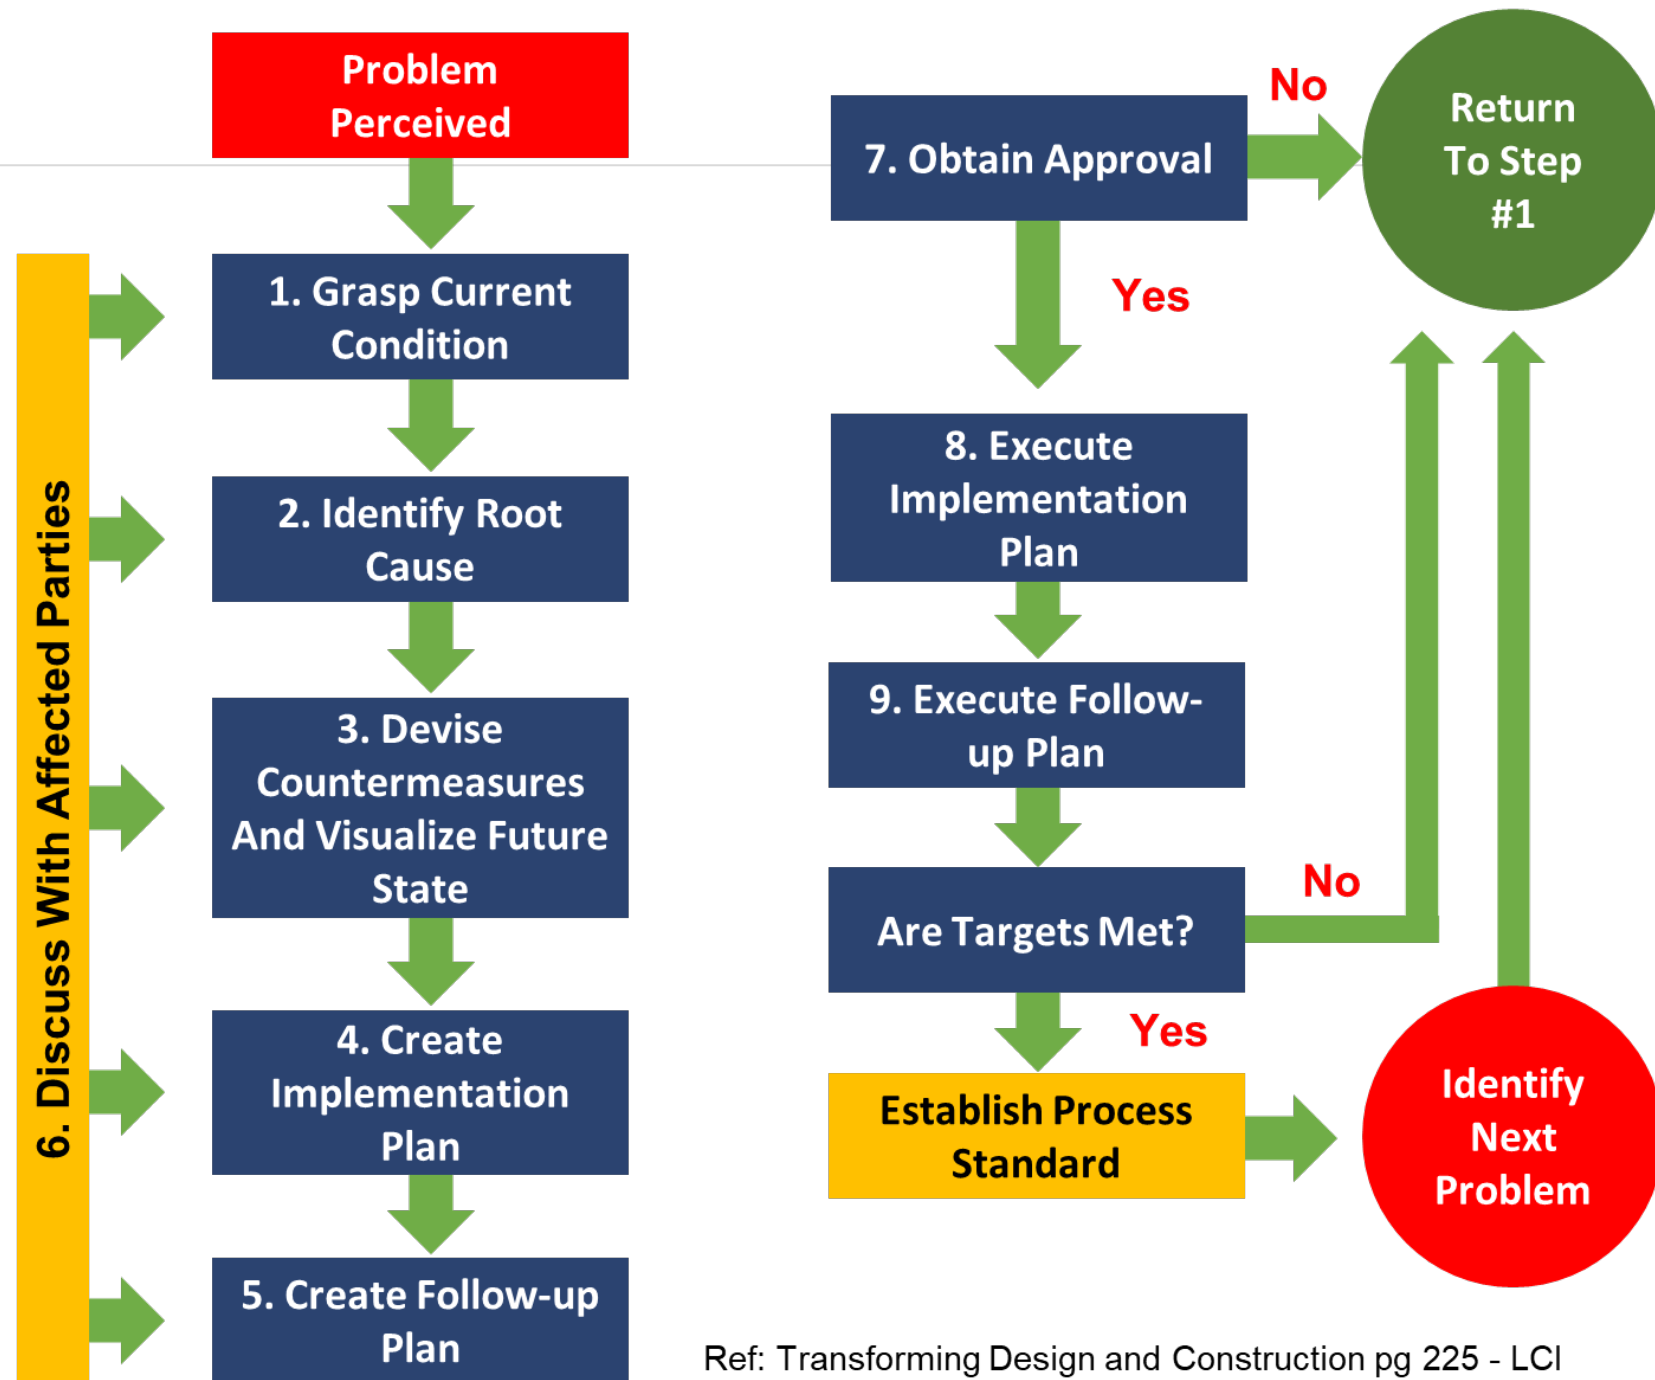 Problem
Perceived
1. Grasp Current
Condition
2. Identify Root
Cause
3. Devise
Countermeasures
And Visualize Future
State
4. Create
Implementation
Plan
5. Create Follow-up
Plan
6. Discuss With Affected Parties
7. Obtain Approval
No
Return
To Step
#1
Yes
8. Execute
Implementation
Plan
9. Execute Follow-
up Plan
Are Targets Met?
No
Yes
Establish Process
Standard
Identify
Next
Problem
Ref: Transforming Design and Construction pg 225 - LCI